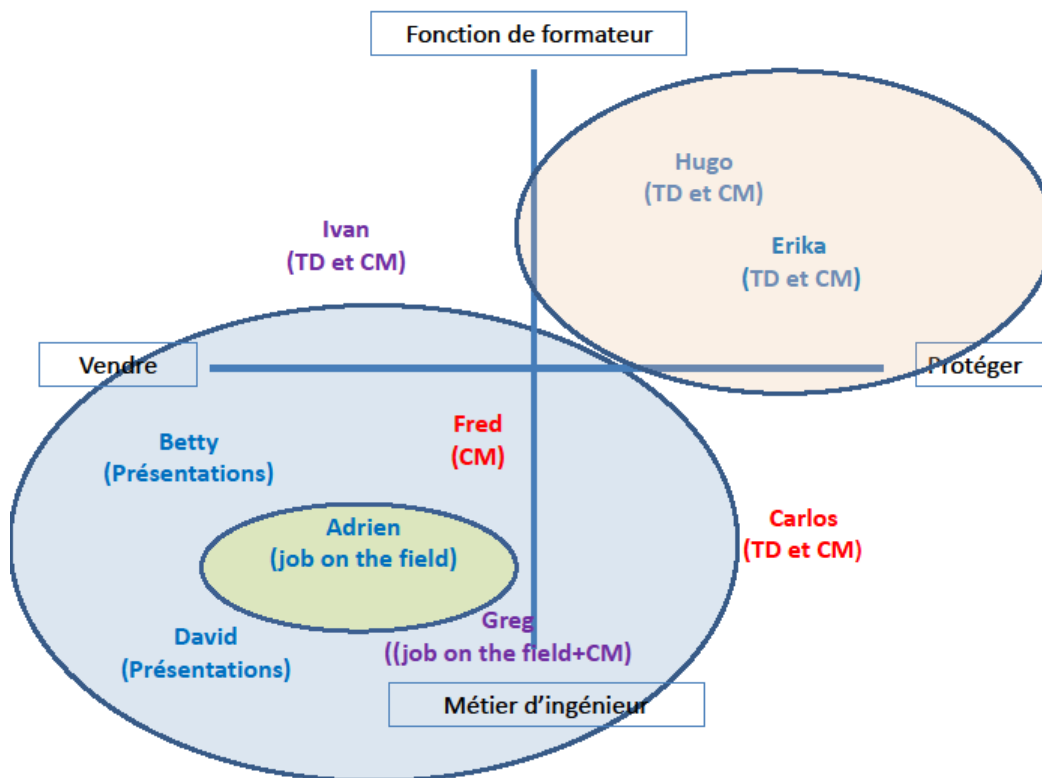 Fonction de formateur
Hugo
(TD et CM)
Ivan
(TD et CM)
Erika
(TD et CM)
Vendre
Protéger
Fred
(CM)
Betty
(Présentations)
Adrien
(job on the field)
Carlos
(TD et CM)
Greg
((job on the field+CM)
David
(Présentations)
Métier d'ingénieur